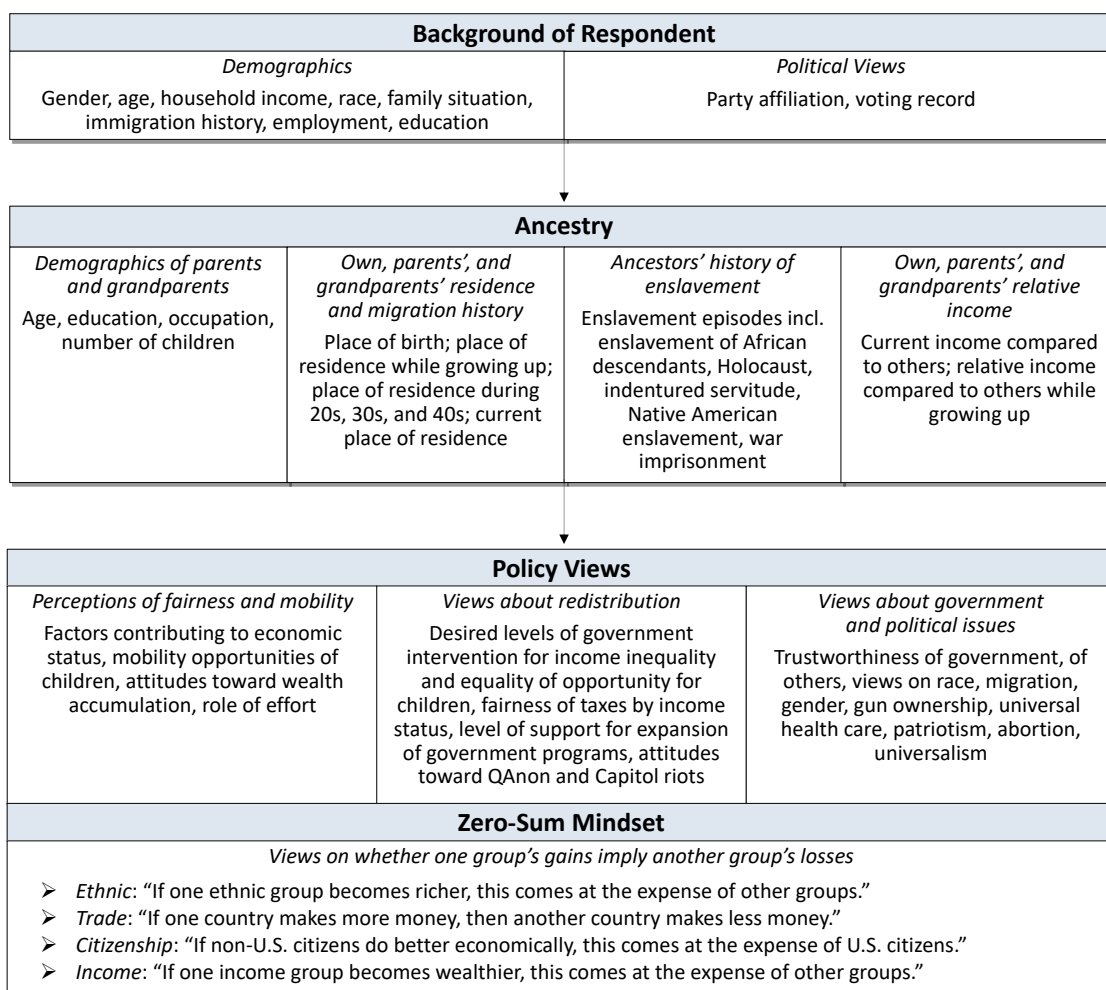 Background of Respondent
Demographics
Gender, age, household income, race, family situation,
immigration history, employment, education
Political Views
Party affiliation, voting record
Ancestry
Demographics of parents
and grandparents
Age, education, occupation,
number of children
Own, parents’, and
grandparents’ residence
and migration history
Place of birth; place of
residence while growing up;
place of residence during
20s, 30s, and 40s; current
place of residence
Ancestors’ history of
enslavement
Enslavement episodes incl.
enslavement of African
descendants, Holocaust,
indentured servitude,
Native American
enslavement, war
imprisonment
Own, parents’, and
grandparents’ relative
income
Current income compared
to others; relative income
compared to others while
growing up
Policy Views
Perceptions of fairness and mobility
Factors contributing to economic
status, mobility opportunities of
children, attitudes toward wealth
accumulation, role of effort
Views about redistribution
Desired levels of government
intervention for income inequality
and equality of opportunity for
children, fairness of taxes by income
status, level of support for expansion
of government programs, attitudes
toward QAnon and Capitol riots
Views about government
and political issues
Trustworthiness of government, of
others, views on race, migration,
gender, gun ownership, universal
health care, patriotism, abortion,
universalism
Zero-Sum Mindset
Views on whether one group’s gains imply another group’s losses
➢ Ethnic: “If one ethnic group becomes richer, this comes at the expense of other groups.”
➢ Trade: “If one country makes more money, then another country makes less money.”
➢ Citizenship: “If non-U.S. citizens do better economically, this comes at the expense of U.S. citizens.”
➢ Income: “If one income group becomes wealthier, this comes at the expense of other groups.”